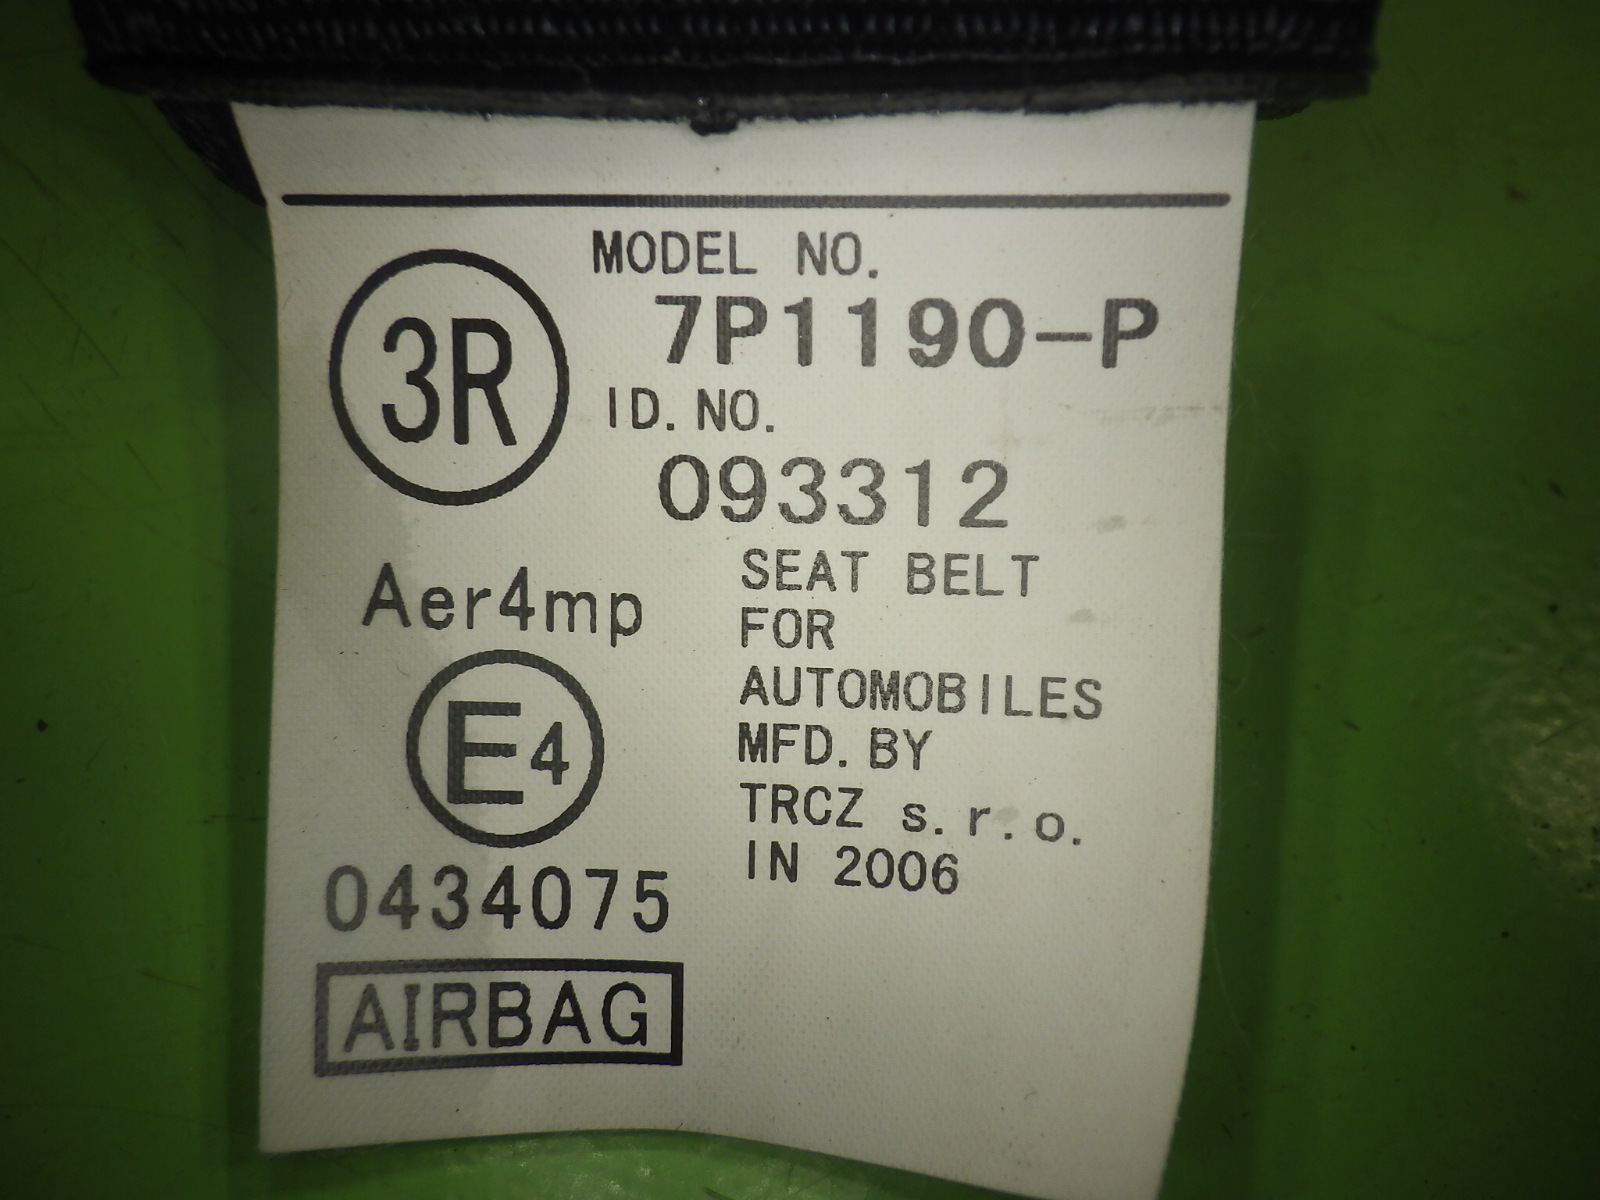 3R
MODEL NO.
7P1190-P
ID. NO.
093312
Aer4mp
E4
0434075
AIRBAG
SEAT BELT
FOR
AUTOMOBILES
MFD. BY
TRCZ s.r.o.
IN 2006